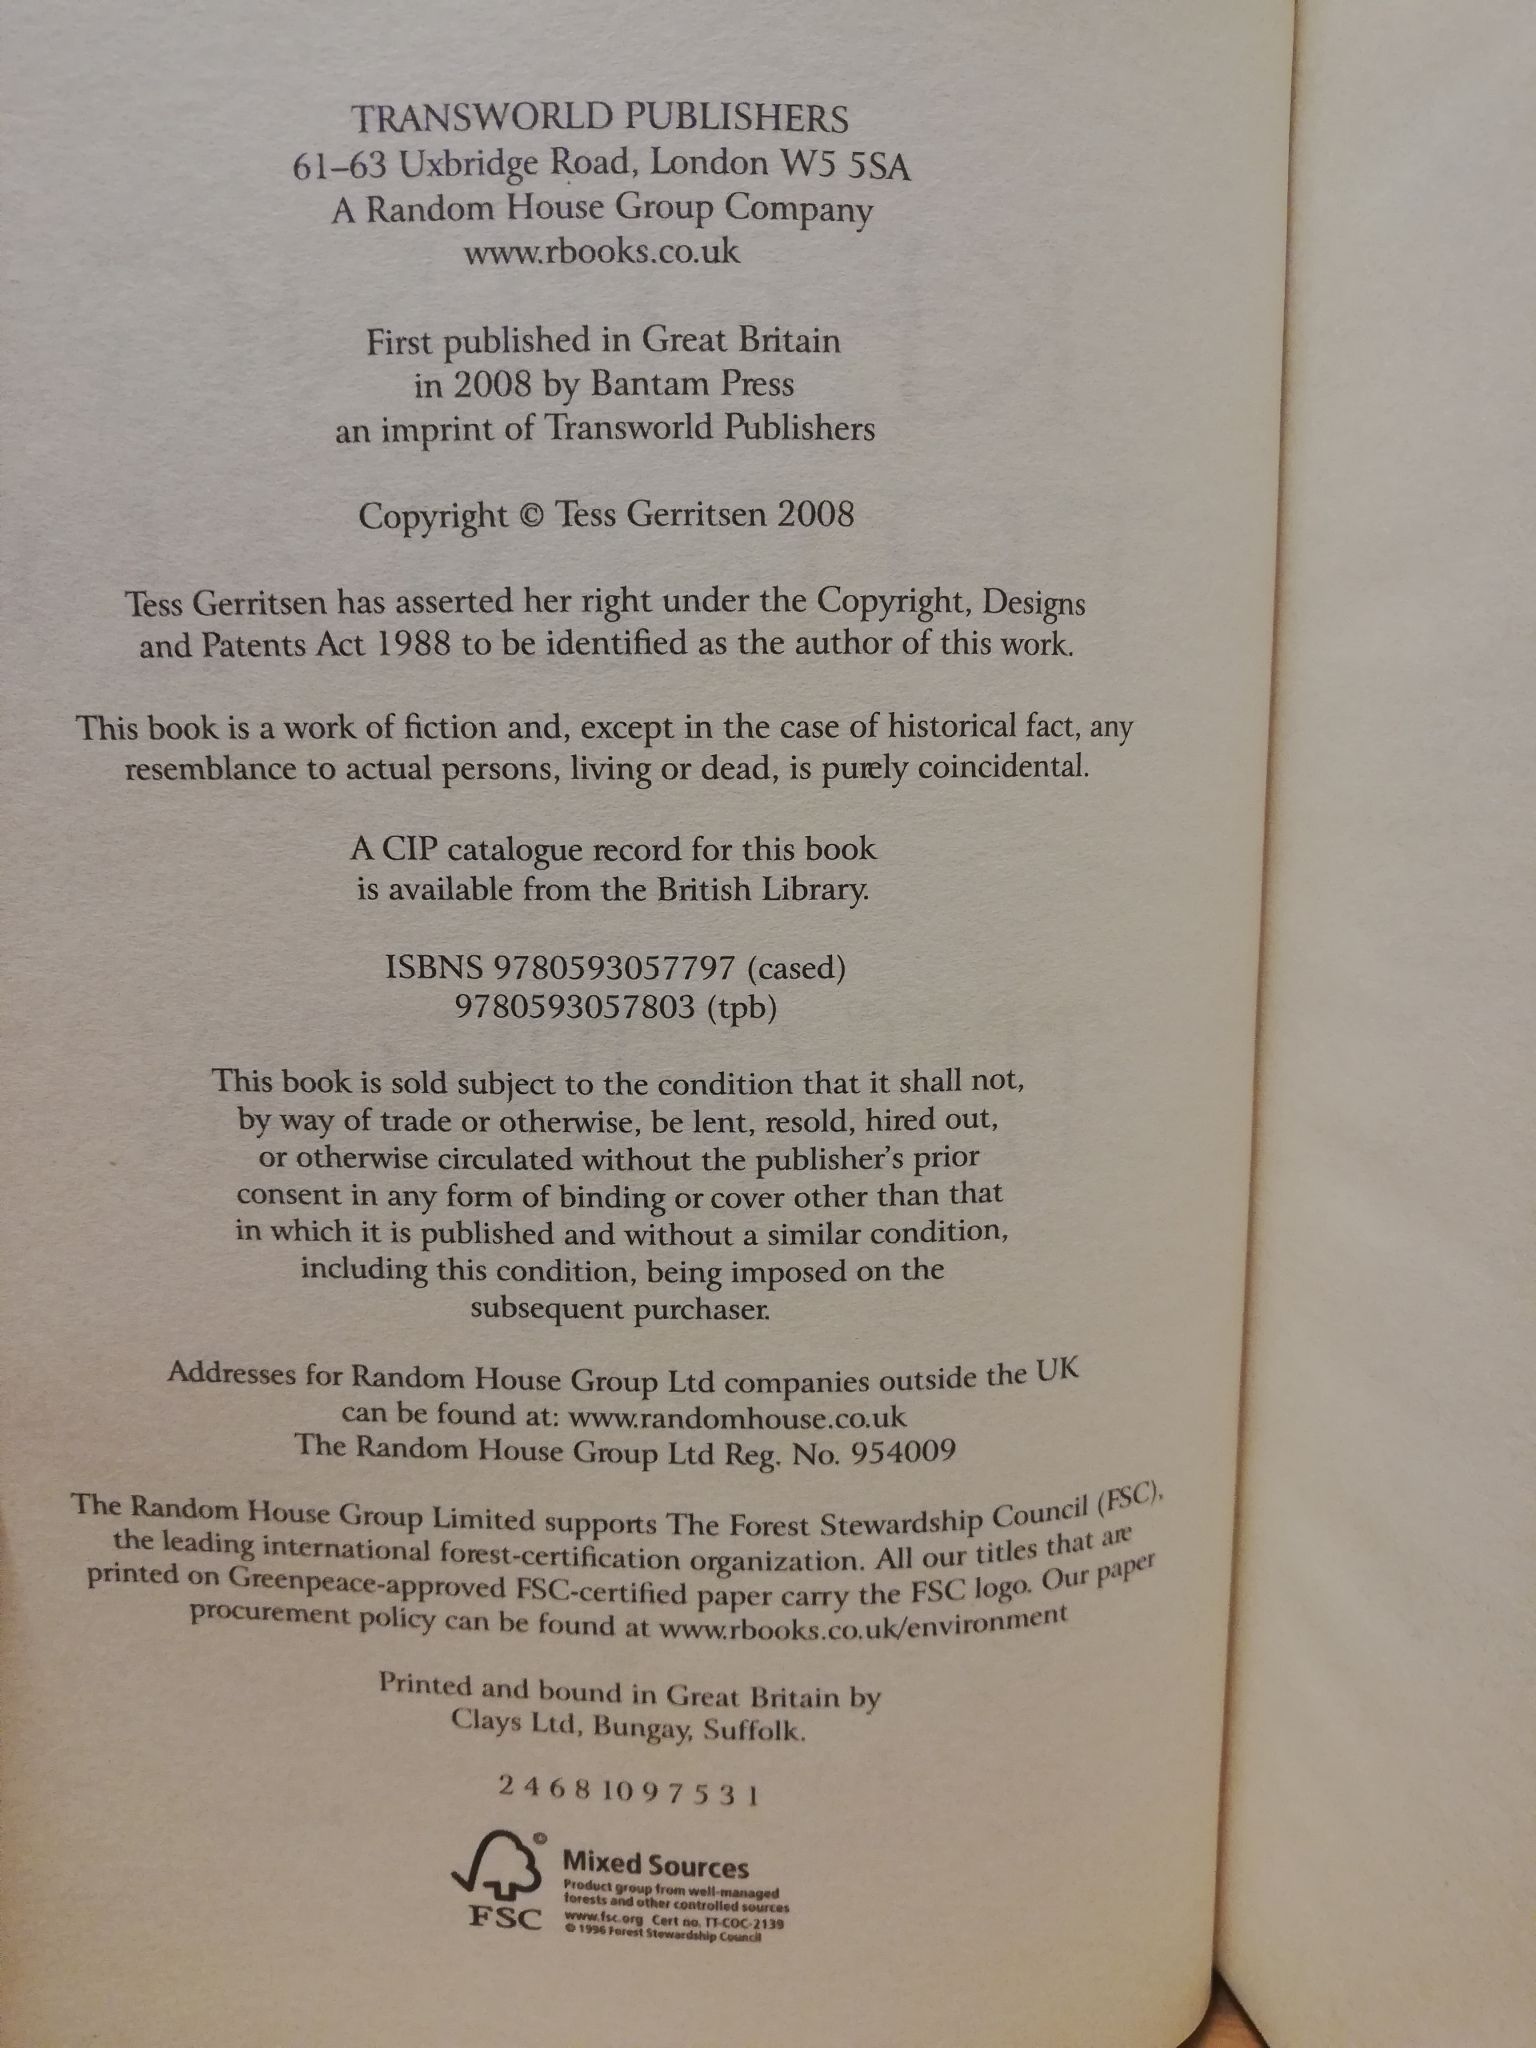 TRANSWORLD PUBLISHERS
61–63 Uxbridge Road, London W5 5SA
A Random House Group Company
www.rbooks.co.uk
First published in Great Britain
in 2008 by Bantam Press
an imprint of Transworld Publishers
Copyright © Tess Gerritsen 2008
Tess Gerritsen has asserted her right under the Copyright, Designs
and Patents Act 1988 to be identified as the author of this work.
This book is a work of fiction and, except in the case of historical fact, any
resemblance to actual persons, living or dead, is purely coincidental.
A CIP catalogue record for this book
is available from the British Library.
ISBNS 9780593057797 (cased)
9780593057803 (tpb)
This book is sold subject to the condition that it shall not,
by way of trade or otherwise, be lent, resold, hired out,
or otherwise circulated without the publisher's prior
consent in any form of binding or cover other than that
in which it is published and without a similar condition,
including this condition, being imposed on the
subsequent purchaser.
Addresses for Random House Group Ltd companies outside the UK
can be found at: www.randomhouse.co.uk
The Random House Group Ltd Reg. No. 954009
The Random House Group Limited supports The Forest Stewardship Council (FSC),
the leading international forest-certification organization. All our titles that are
printed on Greenpeace-approved FSC-certified paper carry the FSC logo. Our paper
procurement policy can be found at www.rbooks.co.uk/environment
Printed and bound in Great Britain by
Clays Ltd, Bungay, Suffolk.
2 4 6 8 10 9 7 5 3 1
FSC
Mixed Sources
Product group from well-managed
forests and other controlled sources
www.fsc.org Cert no. TT-COC-2139
© 1996 Forest Stewardship Council